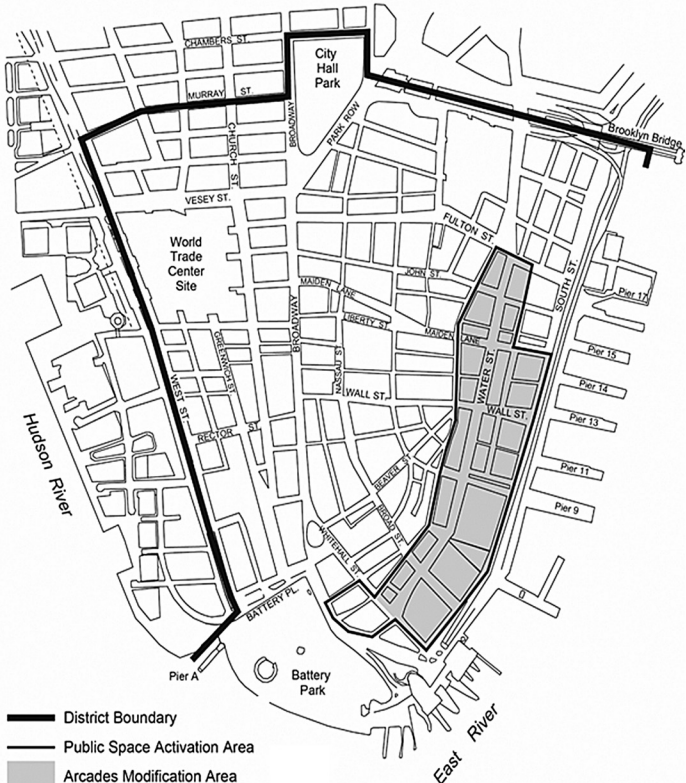 CHAMBERS ST.
City
Hall
Park
MURRAY ST.
BROADWAY
PARK ROW
Brooklyn Bridge
CHURCH ST.
VESEY ST.
World
Trade
Center
Site
FULTON ST.
JOHN ST
SOUTH ST.
MAIDEN LANE
Pier 17
BROADWAY
LIBERTY ST
MAIDEN LANE
GREENWICH ST.
NASSAU ST
Pier 15
WATER ST.
WEST ST.
Pier 14
WALL ST.
WALL ST.
Pier 13
RECTOR ST
Hudson River
BEAVER ST
Pier 11
BROAD ST.
Pier 9
WHITEHALL ST.
BATTERY PL.
Pier A
Battery
Park
East River
District Boundary
Public Space Activation Area
Arcades Modification Area